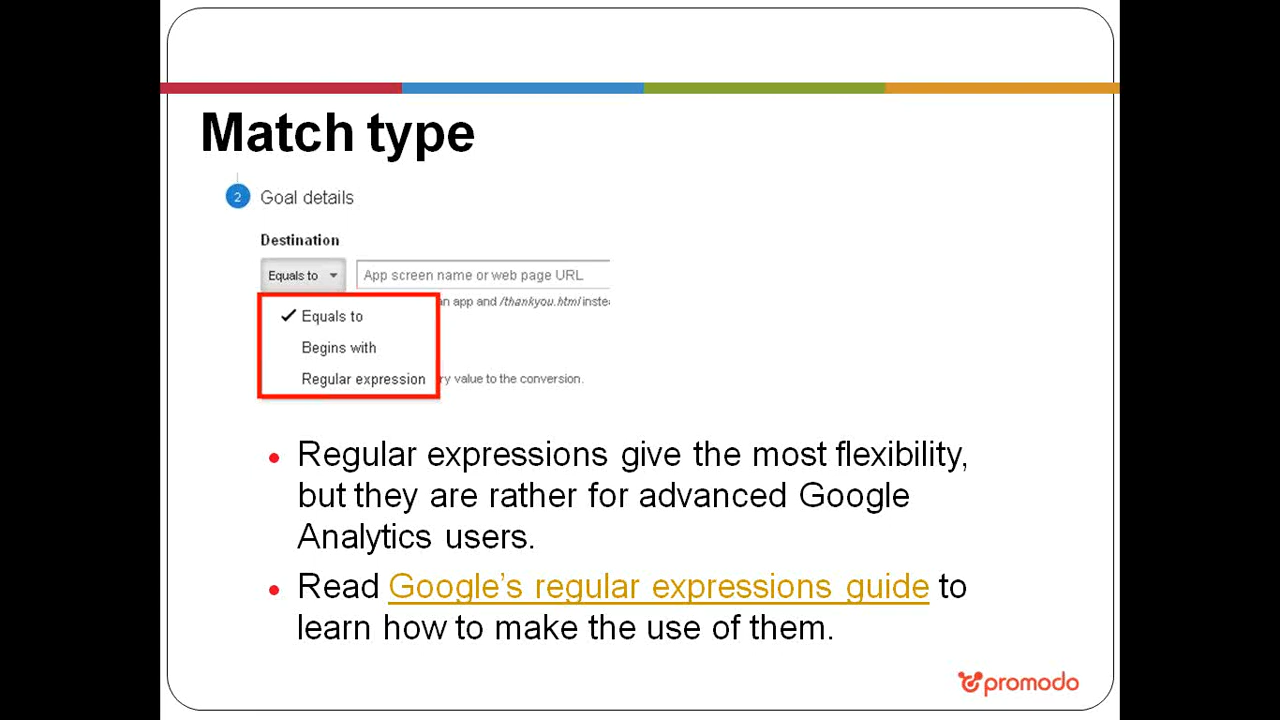 Match type
2 Goal details
Destination
Equals to App screen name or web page URL
an app and /thankyou.html inste
Equals to
Begins with
Regular expression ry value to the conversion.
Regular expressions give the most flexibility,
but they are rather for advanced Google
Analytics users.
Read Google's regular expressions guide to
learn how to make the use of them.
promodo